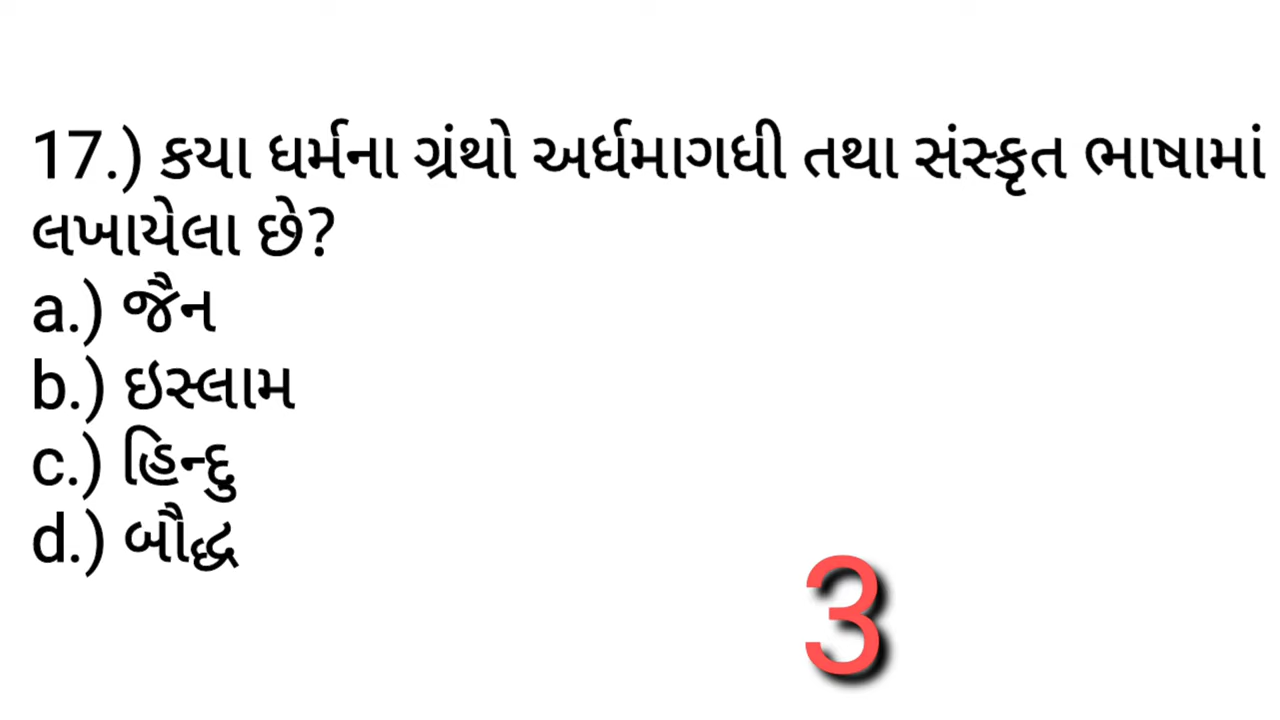 17.) કયા ધર્મના ગ્રંથો અર્ધમાગધી તથા સંસ્કૃત ભાષામાં
લખાયેલા છે?
a.) જૈન
b.) ઇસ્લામ
c.) હિન્દુ
d.) બૌદ્ધ
3